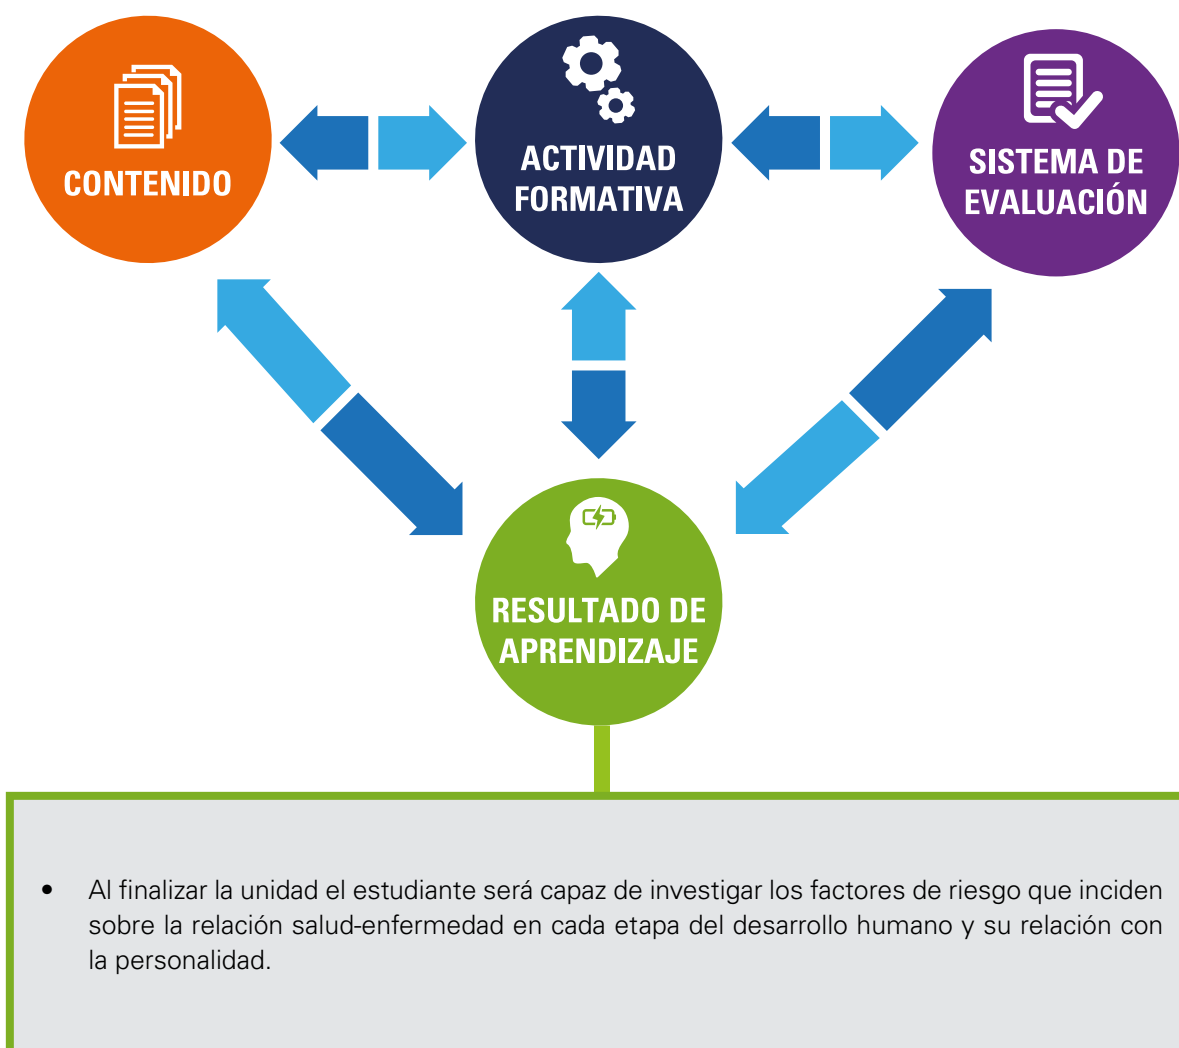 CONTENIDO
ACTIVIDAD
FORMATIVA
SISTEMA DE
EVALUACIÓN
RESULTADO DE
APRENDIZAJE
• Al finalizar la unidad el estudiante será capaz de investigar los factores de riesgo que inciden
sobre la relación salud-enfermedad en cada etapa del desarrollo humano y su relación con
la personalidad.